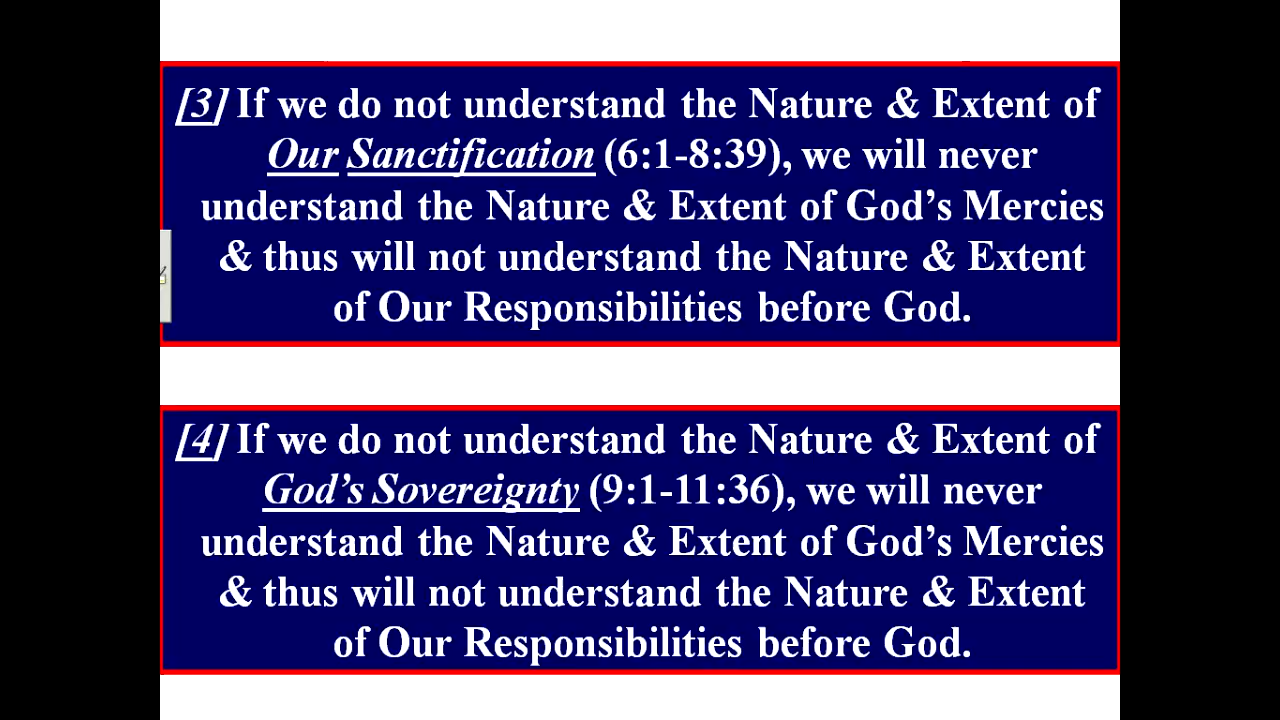 [3] If we do not understand the Nature & Extent of
Our Sanctification (6:1-8:39), we will never
understand the Nature & Extent of God’s Mercies
& thus will not understand the Nature & Extent
of Our Responsibilities before God.
[4] If we do not understand the Nature & Extent of
God’s Sovereignty (9:1-11:36), we will never
understand the Nature & Extent of God’s Mercies
& thus will not understand the Nature & Extent
of Our Responsibilities before God.